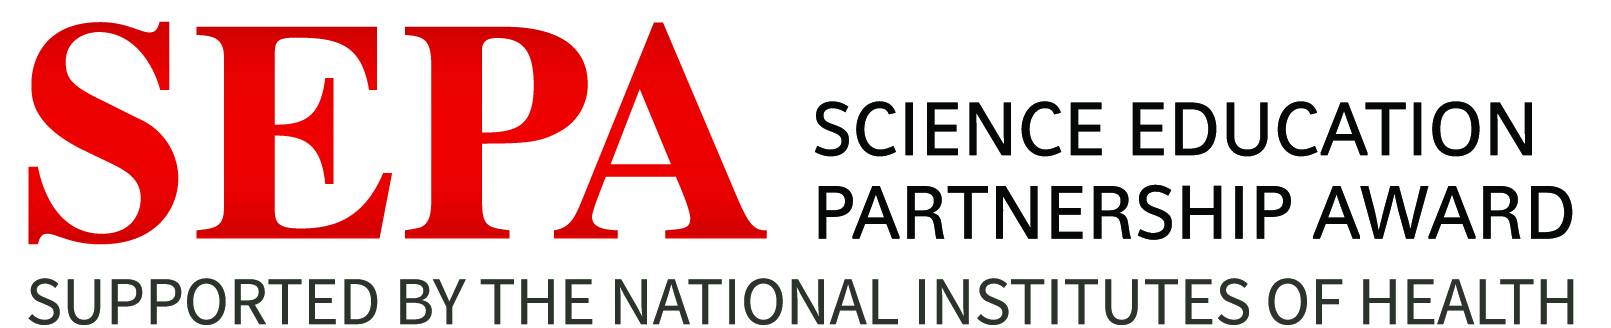 SEPA
SCIENCE EDUCATION
PARTNERSHIP AWARD
SUPPORTED BY THE NATIONAL INSTITUTES OF HEALTH